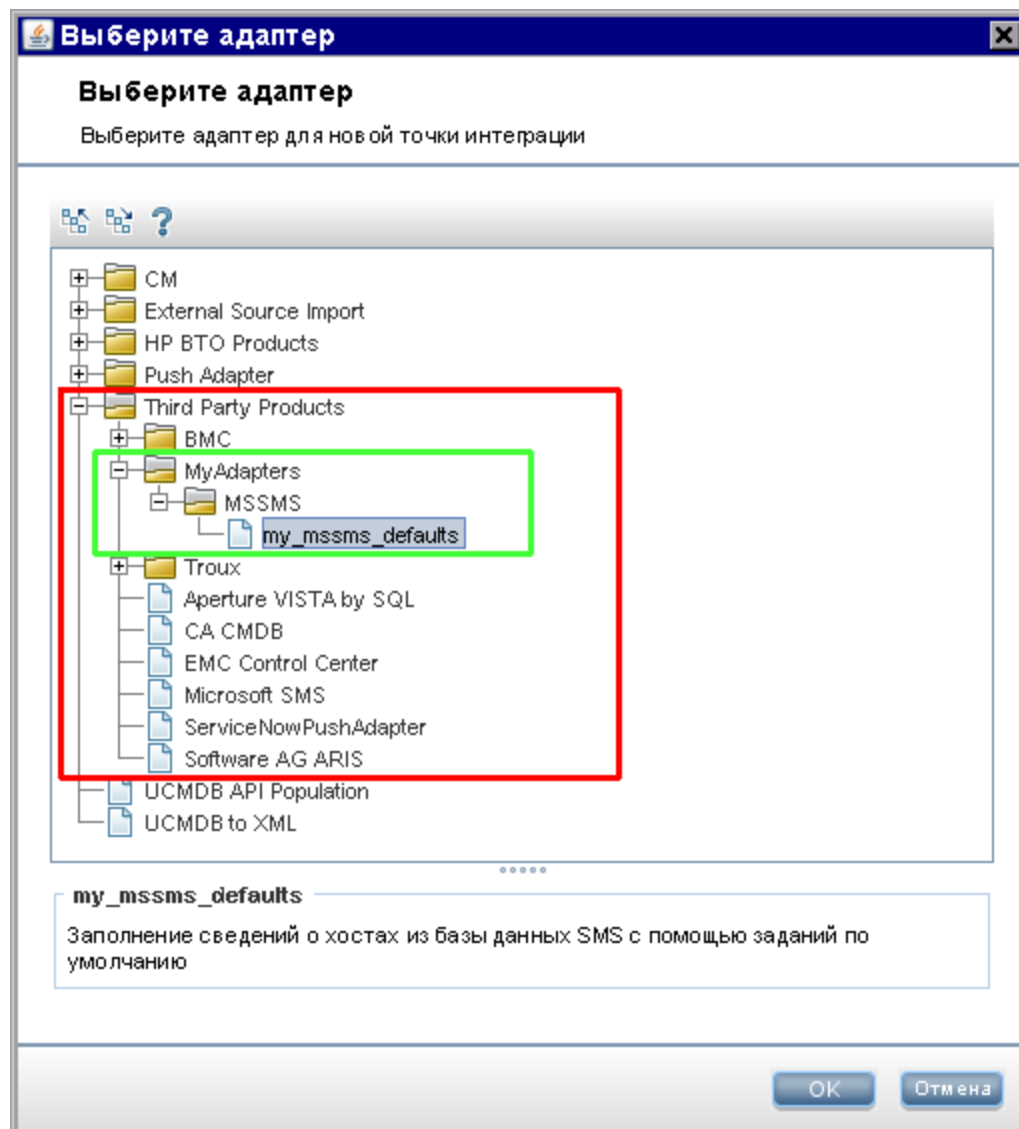 Выберите адаптер
Выберите адаптер
Выберите адаптер для новой точки интеграции
?
CM
External Source Import
HP BTO Products
Push Adapter
Third Party Products
BMC
MyAdapters
MSSMS
my_mssms_defaults
Troux
Aperture VISTA by SQL
CA CMDB
EMC Control Center
Microsoft SMS
ServiceNowPushAdapter
Software AG ARIS
UCMDB API Population
UCMDB to XML
my_mssms_defaults
Заполнение сведений о хостах из базы данных SMS с помощью заданий по
умолчанию
OK Отмена